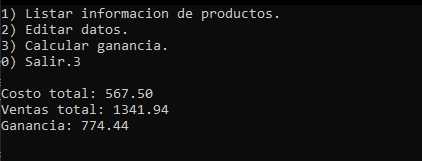 1) Listar informacion de productos.
2) Editar datos.
3) Calcular ganancia.
0) Salir.3
Costo total: 567.50
Ventas total: 1341.94
Ganancia: 774.44